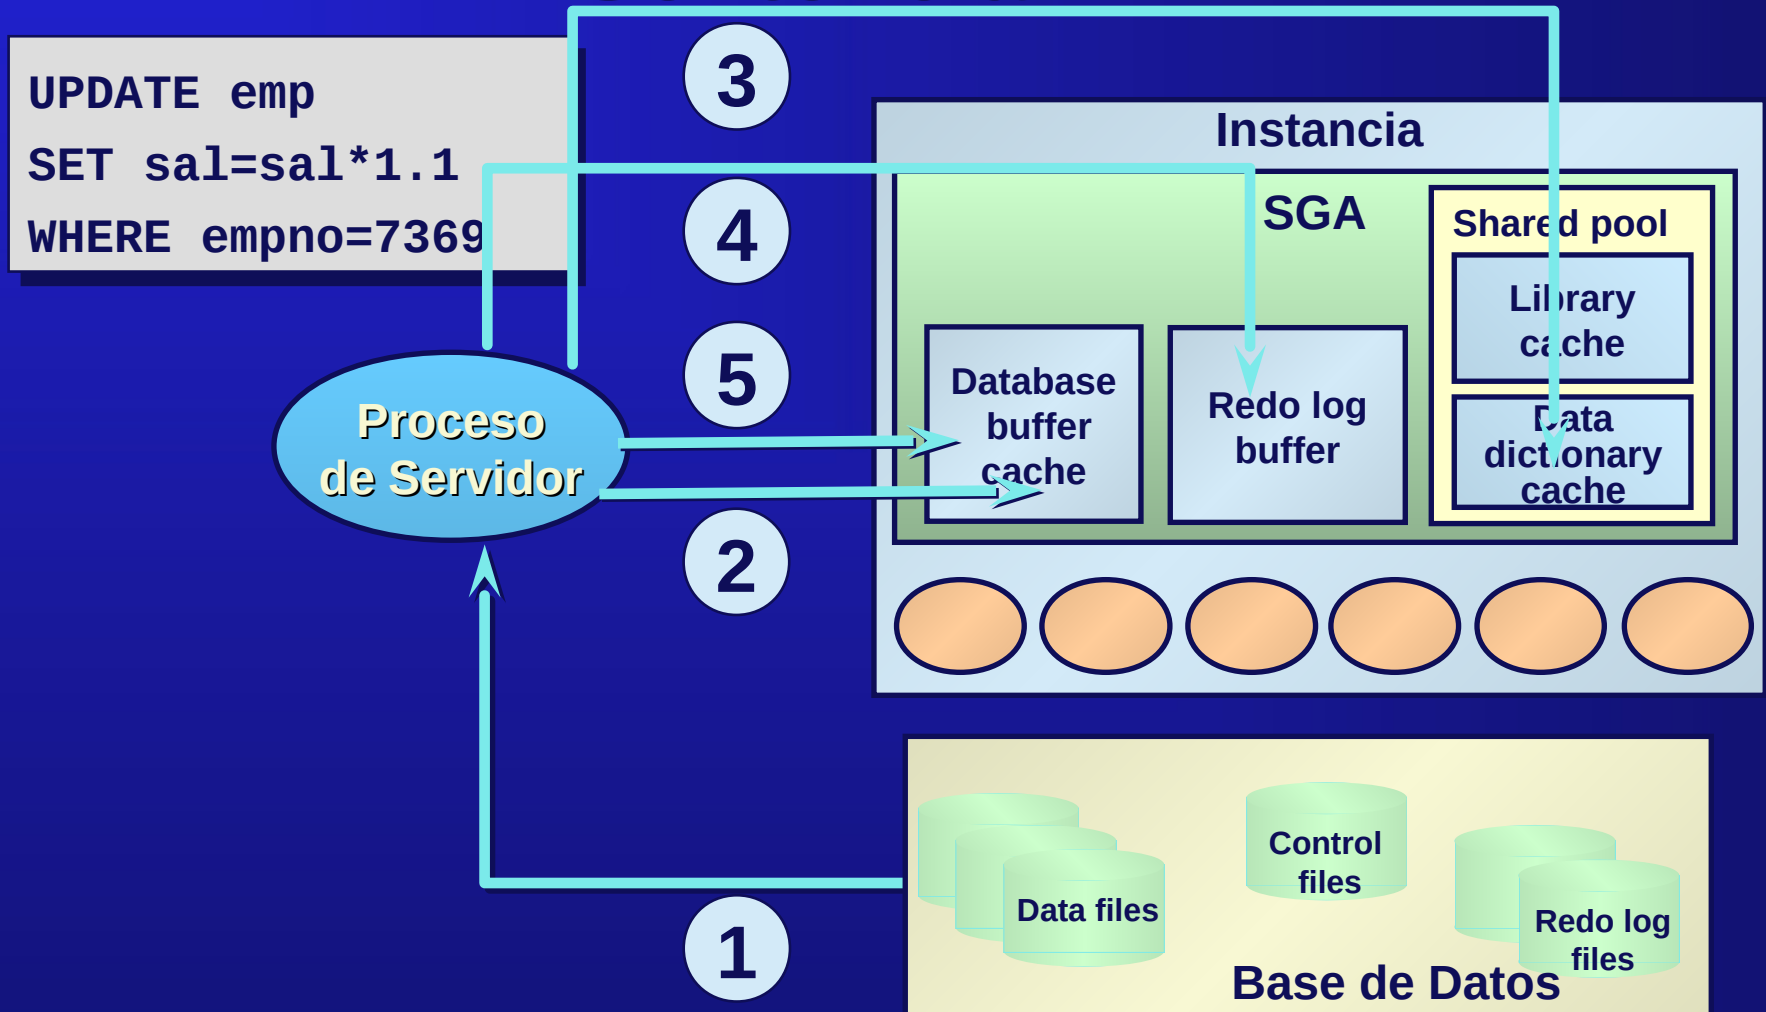 UPDATE emp
SET sal=sal*1.1
WHERE empno=7369
3
4
5
2
1
Proceso
de Servidor
Instancia
SGA
Shared pool
Library
cache
Data
dictionary
cache
Database
buffer
cache
Redo log
buffer
Control
files
Data files
Redo log
files
Base de Datos